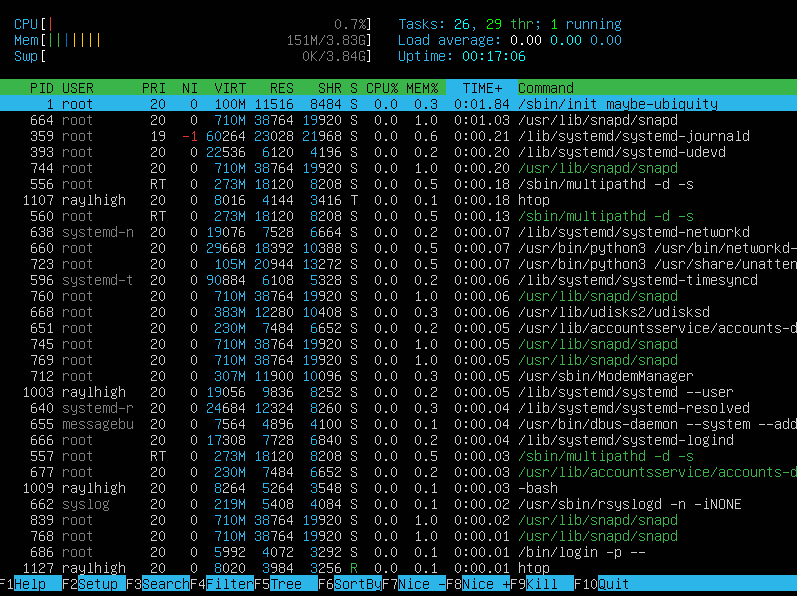 CPU[| 0.7%] Tasks: 26, 29 thr; 1 running
Mem[||||||| 151M/3.83G] Load average: 0.00 0.00 0.00
Swp[ 0K/3.84G] Uptime: 00:17:06
PID USER PRI NI VIRT RES SHR S CPU% MEM% TIME+ Command
1 root 20 0 100M 11516 8484 S 0.0 0.3 0:01.84 /sbin/init maybe-ubiquity
664 root 20 0 710M 38764 19920 S 0.0 1.0 0:01.03 /usr/lib/snapd/snapd
359 root 19 -1 60264 23028 21968 S 0.0 0.6 0:00.21 /lib/systemd/systemd-journald
393 root 20 0 22536 6120 4196 S 0.0 0.2 0:00.20 /lib/systemd/systemd-udevd
744 root 20 0 710M 38764 19920 S 0.0 1.0 0:00.20 /usr/lib/snapd/snapd
556 root RT 0 273M 18120 8208 S 0.0 0.5 0:00.18 /sbin/multipathd -d -s
1107 raylhigh 20 0 8016 4144 3416 T 0.0 0.1 0:00.18 htop
560 root RT 0 273M 18120 8208 S 0.0 0.5 0:00.13 /sbin/multipathd -d -s
638 systemd-n 20 0 19076 7528 6664 S 0.0 0.2 0:00.07 /lib/systemd/systemd-networkd
660 root 20 0 29668 18392 10388 S 0.0 0.5 0:00.07 /usr/bin/python3 /usr/bin/networkd-
723 root 20 0 105M 20944 13272 S 0.0 0.5 0:00.07 /usr/bin/python3 /usr/share/unatten
596 systemd-t 20 0 90884 6108 5328 S 0.0 0.2 0:00.06 /lib/systemd/systemd-timesyncd
760 root 20 0 710M 38764 19920 S 0.0 1.0 0:00.06 /usr/lib/snapd/snapd
668 root 20 0 383M 12280 10408 S 0.0 0.3 0:00.06 /usr/lib/udisks2/udisksd
651 root 20 0 230M 7484 6652 S 0.0 0.2 0:00.05 /usr/lib/accountsservice/accounts-d
745 root 20 0 710M 38764 19920 S 0.0 1.0 0:00.05 /usr/lib/snapd/snapd
769 root 20 0 710M 38764 19920 S 0.0 1.0 0:00.05 /usr/lib/snapd/snapd
712 root 20 0 307M 11900 10096 S 0.0 0.3 0:00.05 /usr/sbin/ModemManager
1003 raylhigh 20 0 19056 9836 8252 S 0.0 0.2 0:00.05 /lib/systemd/systemd --user
640 systemd-r 20 0 24684 12324 8260 S 0.0 0.3 0:00.04 /lib/systemd/systemd-resolved
655 messagebu 20 0 7564 4896 4100 S 0.0 0.1 0:00.04 /usr/bin/dbus-daemon --system --add
666 root 20 0 17308 7728 6840 S 0.0 0.2 0:00.04 /lib/systemd/systemd-logind
557 root RT 0 273M 18120 8208 S 0.0 0.5 0:00.03 /sbin/multipathd -d -s
677 root 20 0 230M 7484 6652 S 0.0 0.2 0:00.03 /usr/lib/accountsservice/accounts-d
1009 raylhigh 20 0 8264 5264 3548 S 0.0 0.1 0:00.03 -bash
662 syslog 20 0 219M 5408 4084 S 0.0 0.1 0:00.02 /usr/sbin/rsyslogd -n -iNONE
839 root 20 0 710M 38764 19920 S 0.0 1.0 0:00.02 /usr/lib/snapd/snapd
768 root 20 0 710M 38764 19920 S 0.0 1.0 0:00.01 /usr/lib/snapd/snapd
686 root 20 0 5992 4072 3292 S 0.0 0.1 0:00.01 /bin/login -p --
1127 raylhigh 20 0 8020 3984 3256 R 0.0 0.1 0:00.01 htop
F1Help F2Setup F3SearchF4FilterF5Tree F6SortByF7Nice -F8Nice +F9Kill F10Quit